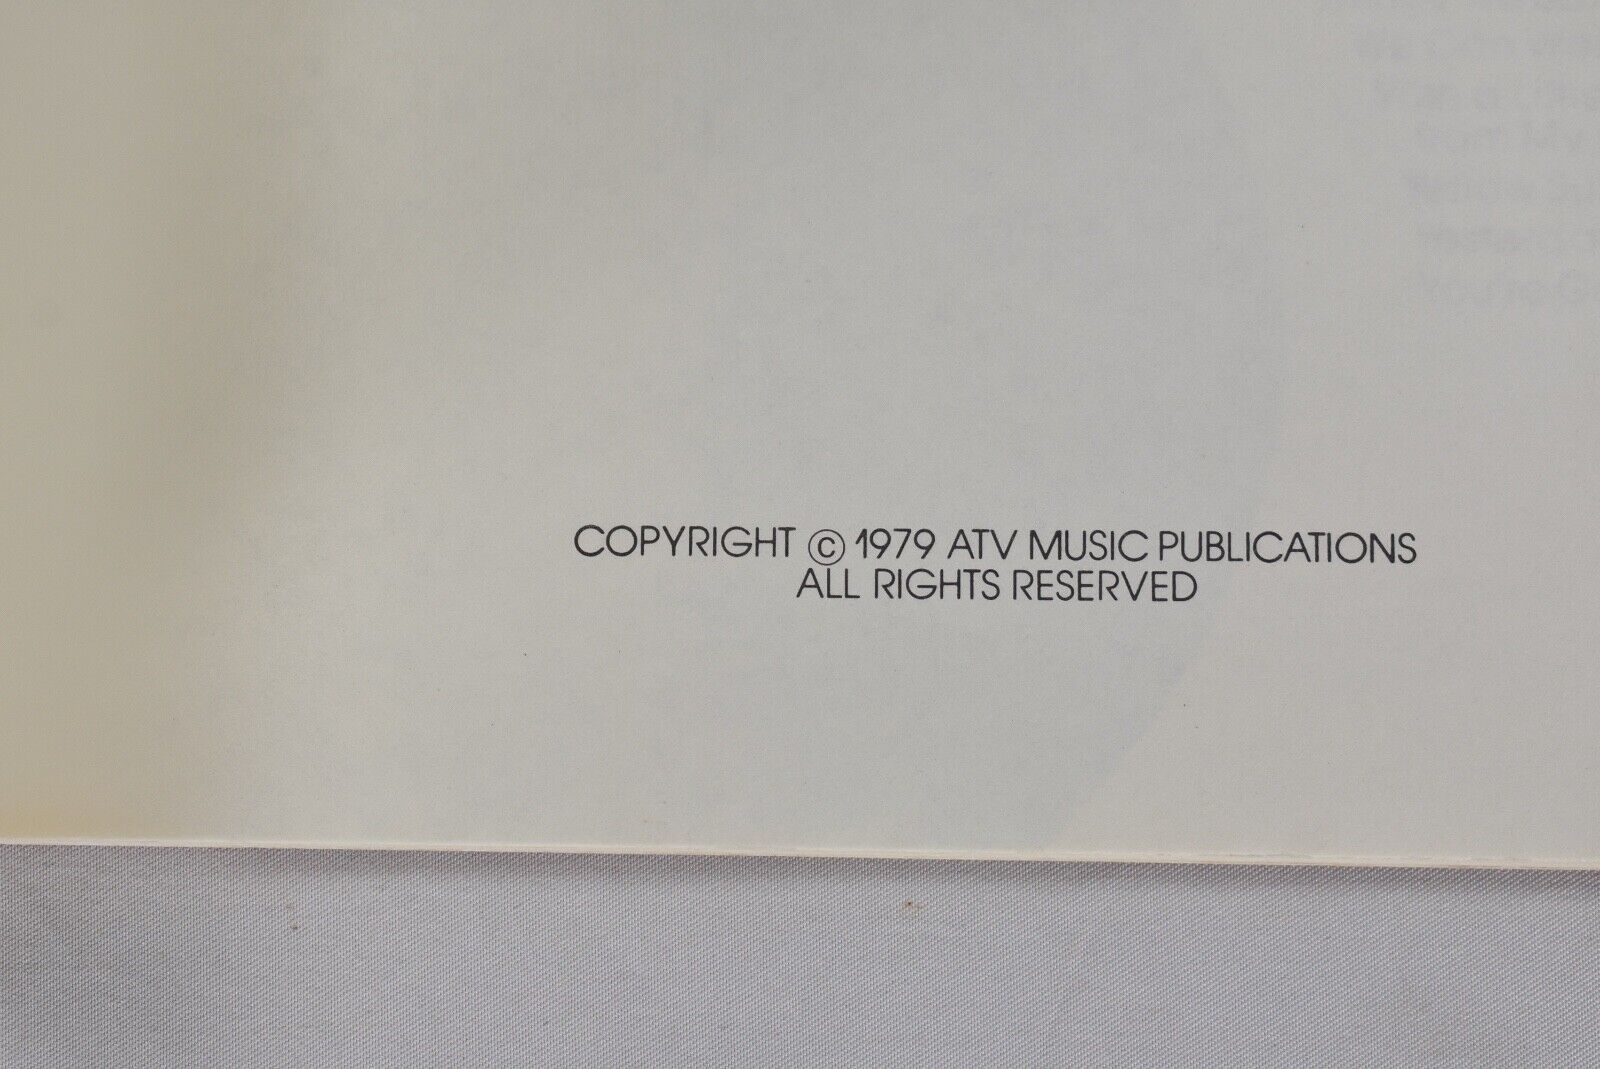 COPYRIGHT © 1979 ATV MUSIC PUBLICATIONS
ALL RIGHTS RESERVED